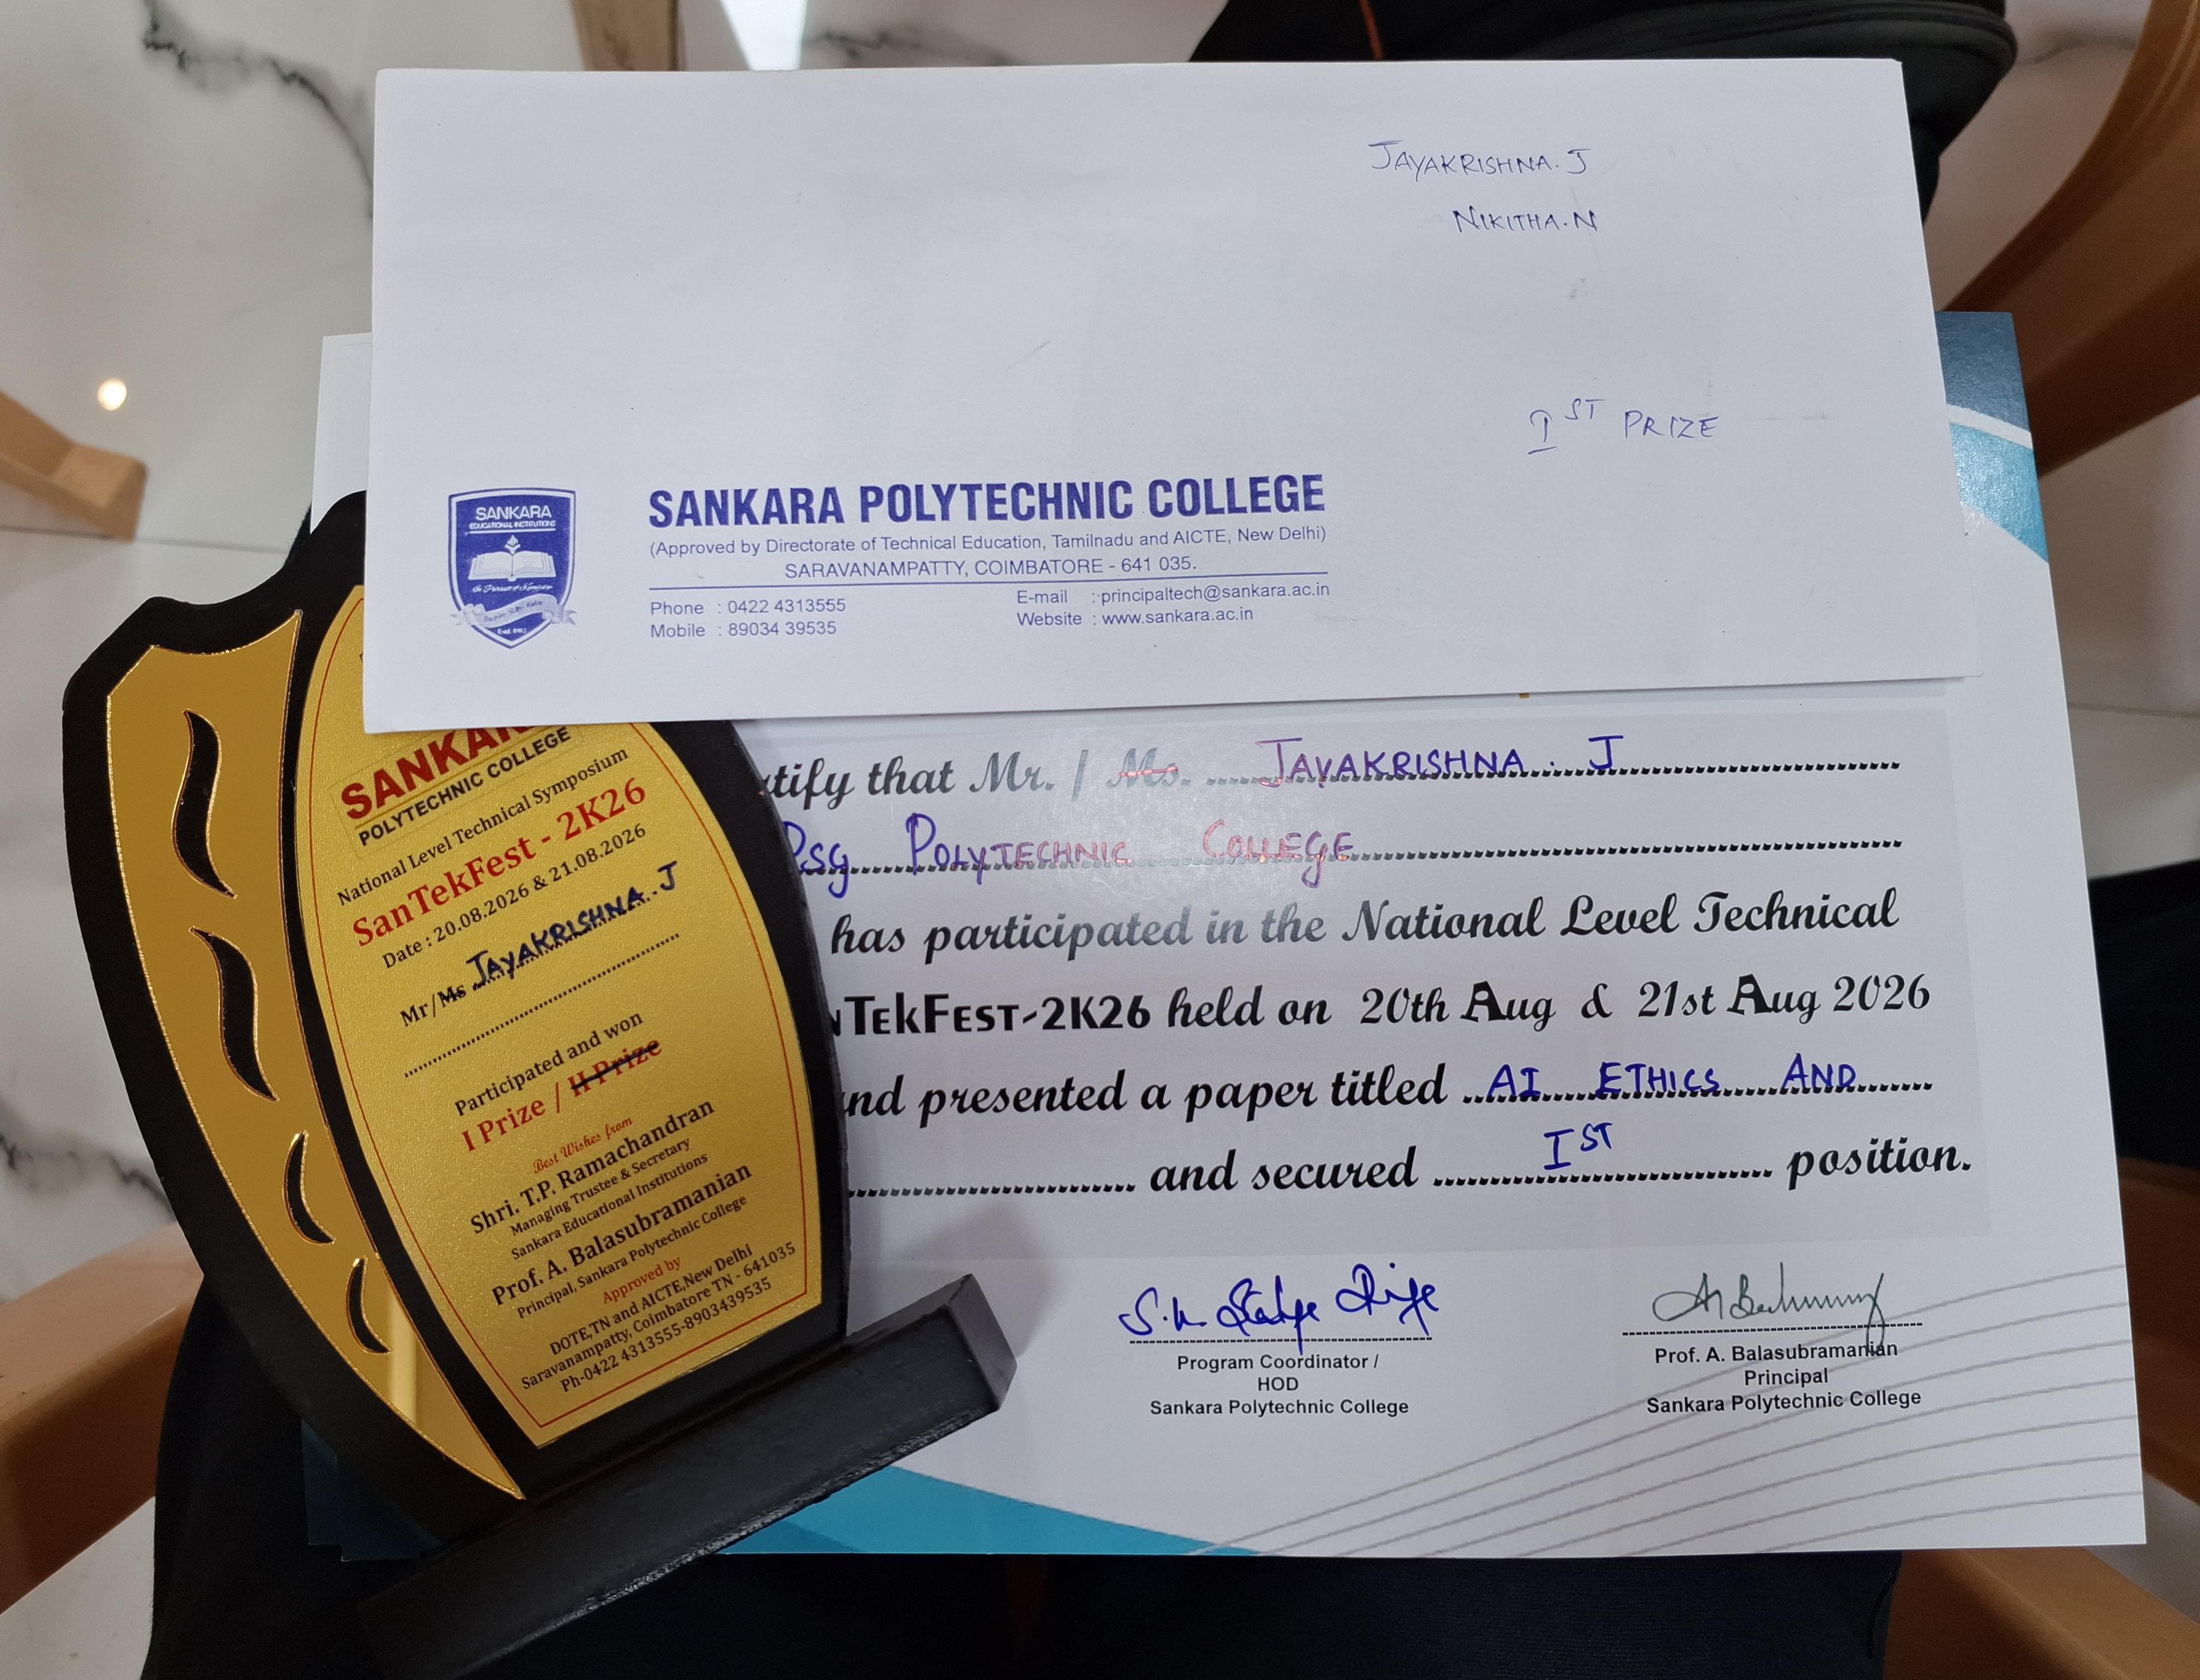 JAYAKRISHNA. J
NIKITHA. N
IST PRIZE
SANKARA
EDUCATIONAL INSTITUTIONS
SANKARA POLYTECHNIC COLLEGE
(Approved by Directorate of Technical Education, Tamilnadu and AICTE, New Delhi)
SARAVANAMPATTY, COIMBATORE - 641 035.
Phone : 0422 4313555
Mobile : 89034 39535
E-mail : principaltech@sankara.ac.in
Website : www.sankara.ac.in
SANKAR
POLYTECHNIC COLLEGE
National Level Technical Symposium
SanTekFest - 2K26
Date : 20.08.2026 & 21.08.2026
Mr/Ms JAYAKRISHNA. J
Participated and won
I Prize / II Prize
Best Wishes from
Shri. T.P. Ramachandran
Managing Trustee & Secretary
Sankara Educational Institutions
Prof. A. Balasubramanian
Principal, Sankara Polytechnic College
Approved by
DOTE,TN and AICTE,New Delhi
Saravanampatty, Coimbatore TN - 641035
Ph-0422 4313555-8903439535
tify that Mr. / Ms. JAYAKRISHNA. J
PSG POLYTECHNIC COLLEGE
has participated in the National Level Technical
nTEKFEST-2K26 held on 20th Aug & 21st Aug 2026
nd presented a paper titled AI ETHICS AND
and secured IST position.
Program Coordinator /
HOD
Sankara Polytechnic College
Prof. A. Balasubramanian
Principal
Sankara Polytechnic College